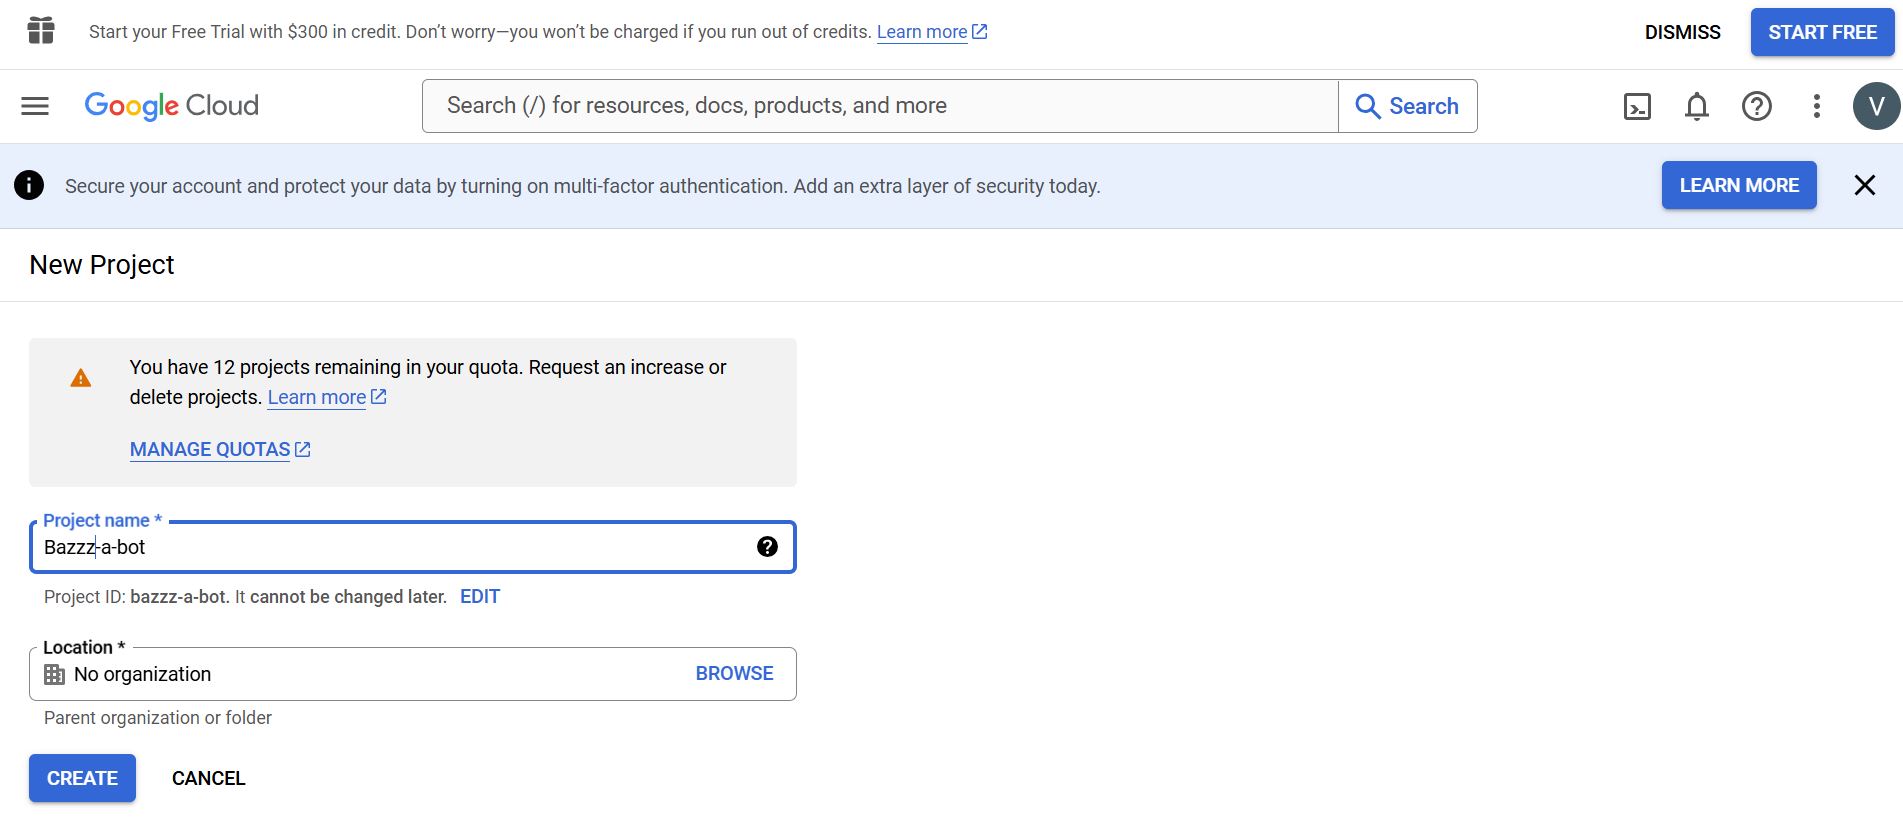 Start your Free Trial with $300 in credit. Don’t worry—you won’t be charged if you run out of credits. Learn more
DISMISS
START FREE
Google Cloud
Search (/) for resources, docs, products, and more
Search
V
Secure your account and protect your data by turning on multi-factor authentication. Add an extra layer of security today.
LEARN MORE
New Project
You have 12 projects remaining in your quota. Request an increase or
delete projects. Learn more
MANAGE QUOTAS
Project name *
Bazzz-a-bot
Project ID: bazzz-a-bot. It cannot be changed later. EDIT
Location *
No organization
BROWSE
Parent organization or folder
CREATE
CANCEL